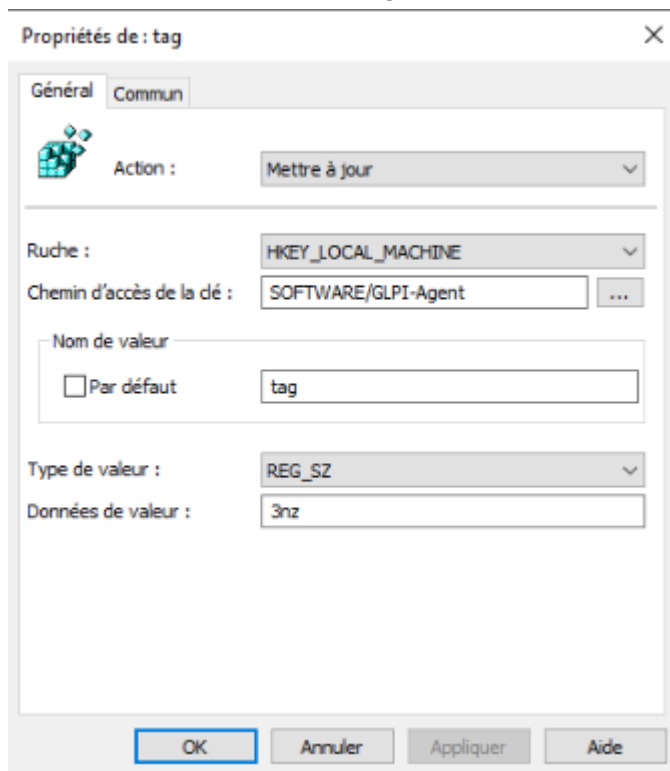 Propriétés de : tag
Général Commun
Action : Mettre à jour
Ruche : HKEY_LOCAL_MACHINE
Chemin d'accès de la clé : SOFTWARE/GLPI-Agent ...
Nom de valeur
Par défaut tag
Type de valeur : REG_SZ
Données de valeur : 3nz
OK Annuler Appliquer Aide